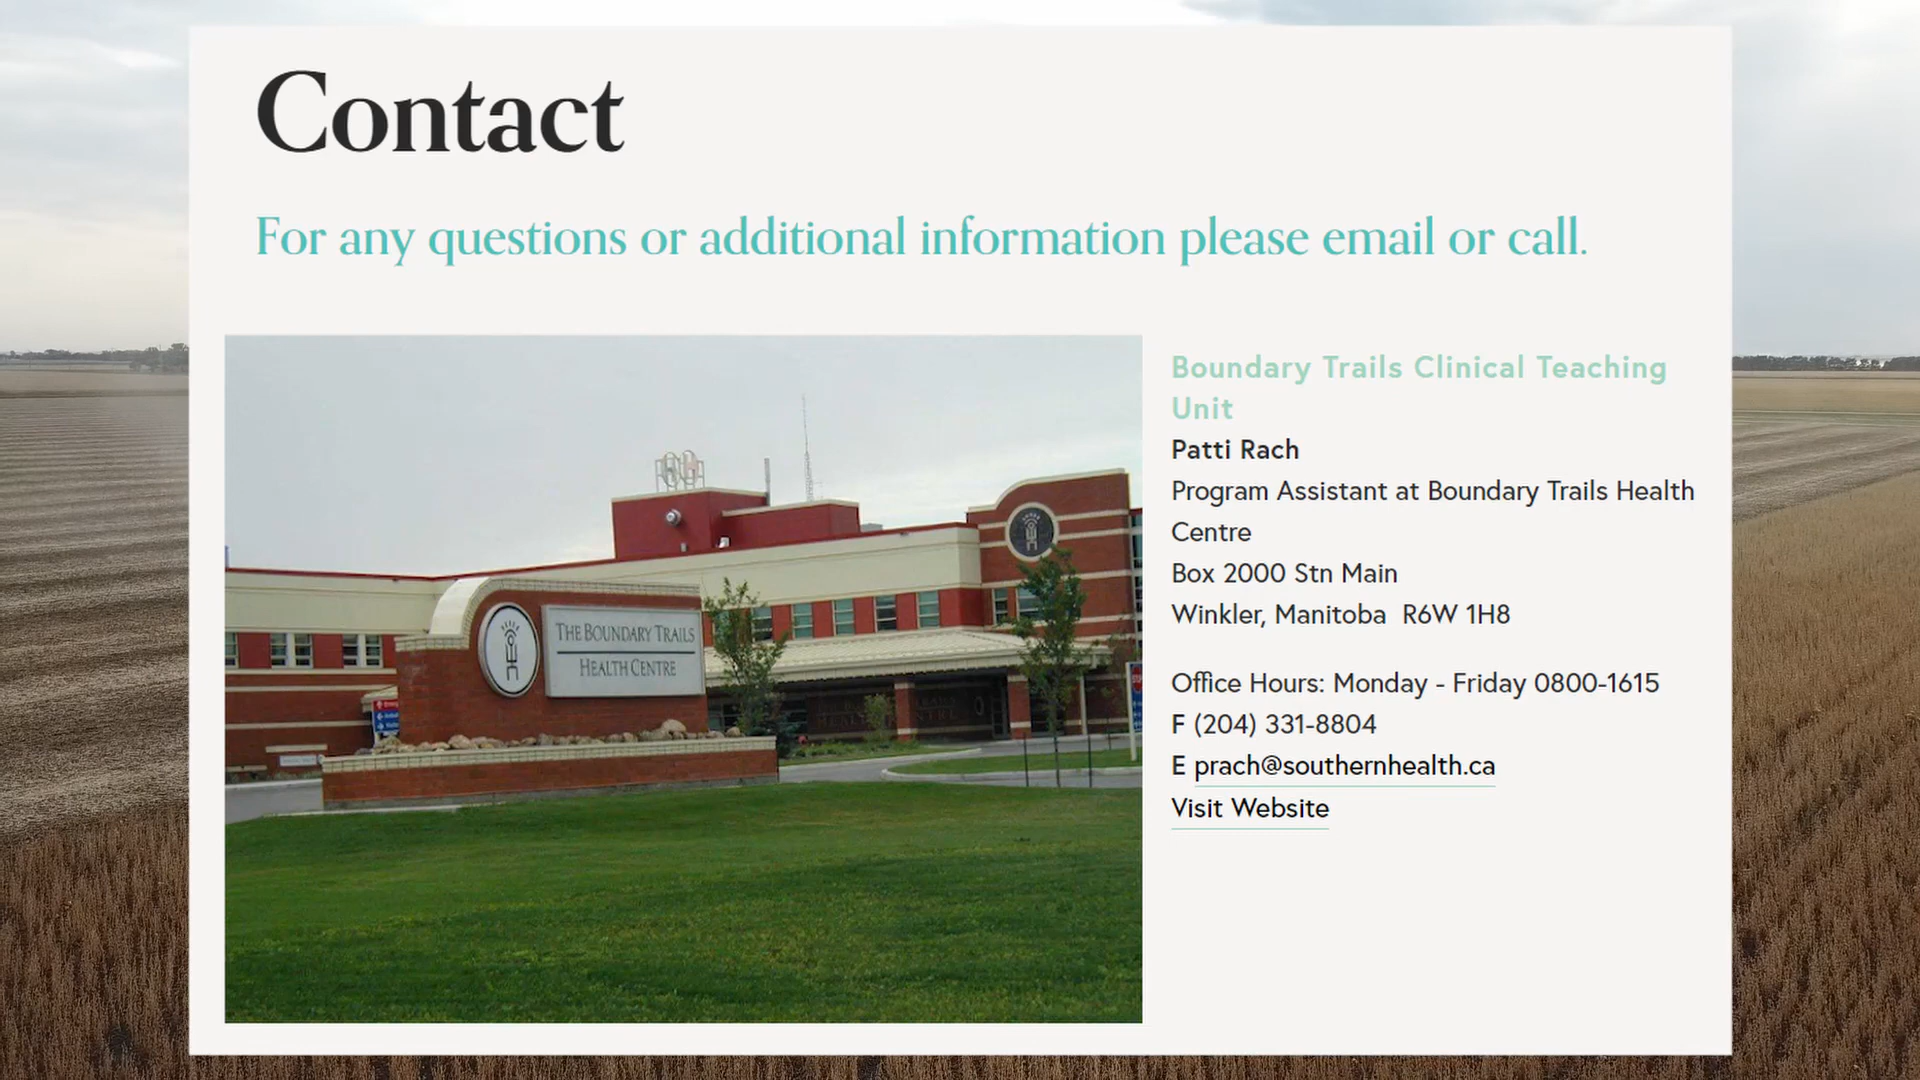 Contact
For any questions or additional information please email or call.
THE BOUNDARY TRAILS
HEALTH CENTRE
Boundary Trails Clinical Teaching
Unit
Patti Rach
Program Assistant at Boundary Trails Health
Centre
Box 2000 Stn Main
Winkler, Manitoba  R6W 1H8
Office Hours: Monday - Friday 0800-1615
F (204) 331-8804
E prach@southernhealth.ca
Visit Website